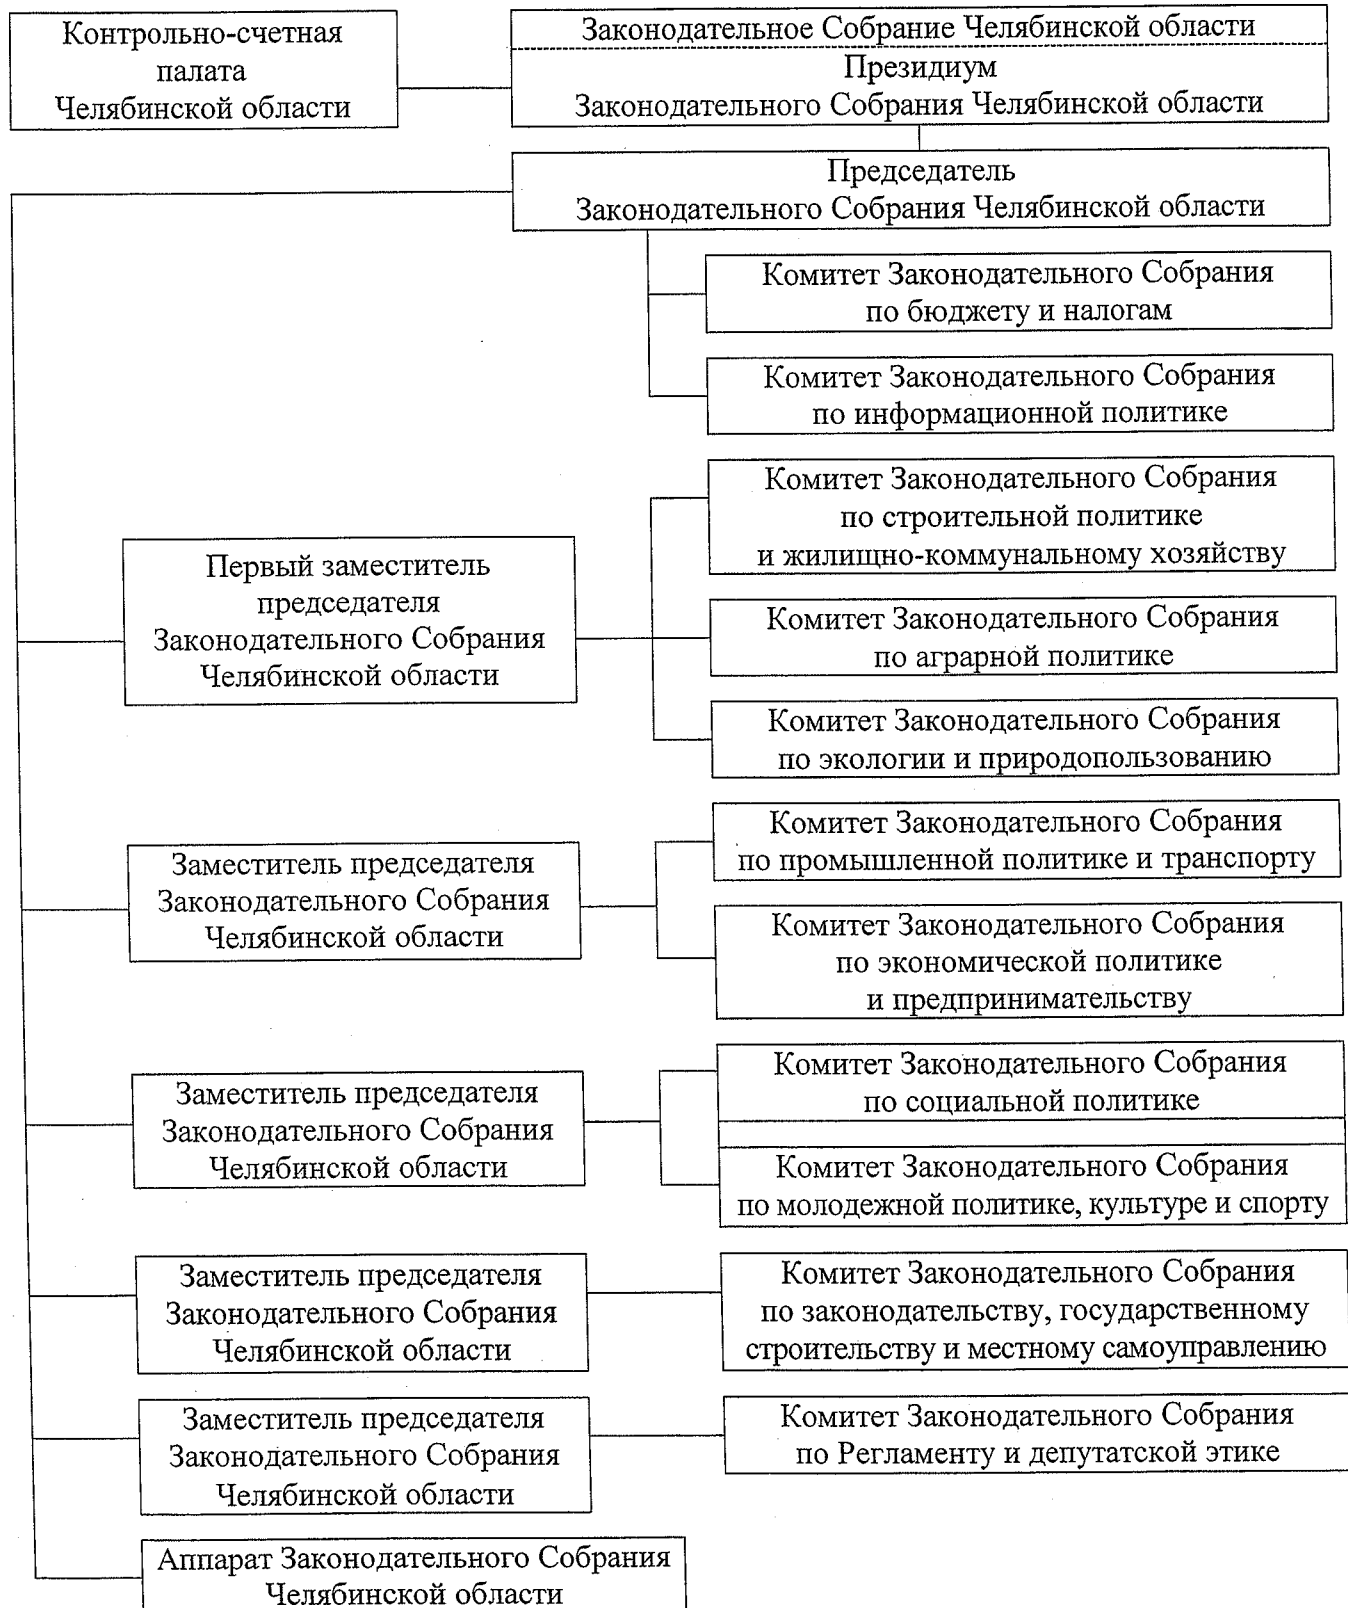 Контрольно-счетная
палата
Челябинской области
Законодательное Собрание Челябинской области
Президиум
Законодательного Собрания Челябинской области
Председатель
Законодательного Собрания Челябинской области
Комитет Законодательного Собрания
по бюджету и налогам
Комитет Законодательного Собрания
по информационной политике
Первый заместитель
председателя
Законодательного Собрания
Челябинской области
Комитет Законодательного Собрания
по строительной политике
и жилищно-коммунальному хозяйству
Комитет Законодательного Собрания
по аграрной политике
Комитет Законодательного Собрания
по экологии и природопользованию
Заместитель председателя
Законодательного Собрания
Челябинской области
Комитет Законодательного Собрания
по промышленной политике и транспорту
Комитет Законодательного Собрания
по экономической политике
и предпринимательству
Заместитель председателя
Законодательного Собрания
Челябинской области
Комитет Законодательного Собрания
по социальной политике
Комитет Законодательного Собрания
по молодежной политике, культуре и спорту
Заместитель председателя
Законодательного Собрания
Челябинской области
Комитет Законодательного Собрания
по законодательству, государственному
строительству и местному самоуправлению
Заместитель председателя
Законодательного Собрания
Челябинской области
Комитет Законодательного Собрания
по Регламенту и депутатской этике
Аппарат Законодательного Собрания
Челябинской области